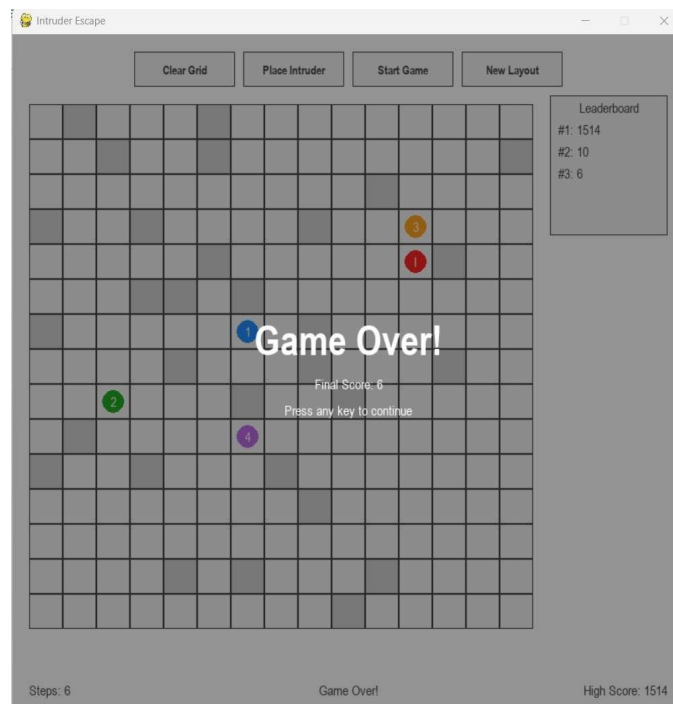 Intruder Escape
Clear Grid
Place Intruder
Start Game
New Layout
Leaderboard
#1: 1514
#2: 10
#3: 6
3
I
1
Game Over!
Final Score: 6
2
Press any key to continue
4
Steps: 6
Game Over!
High Score: 1514